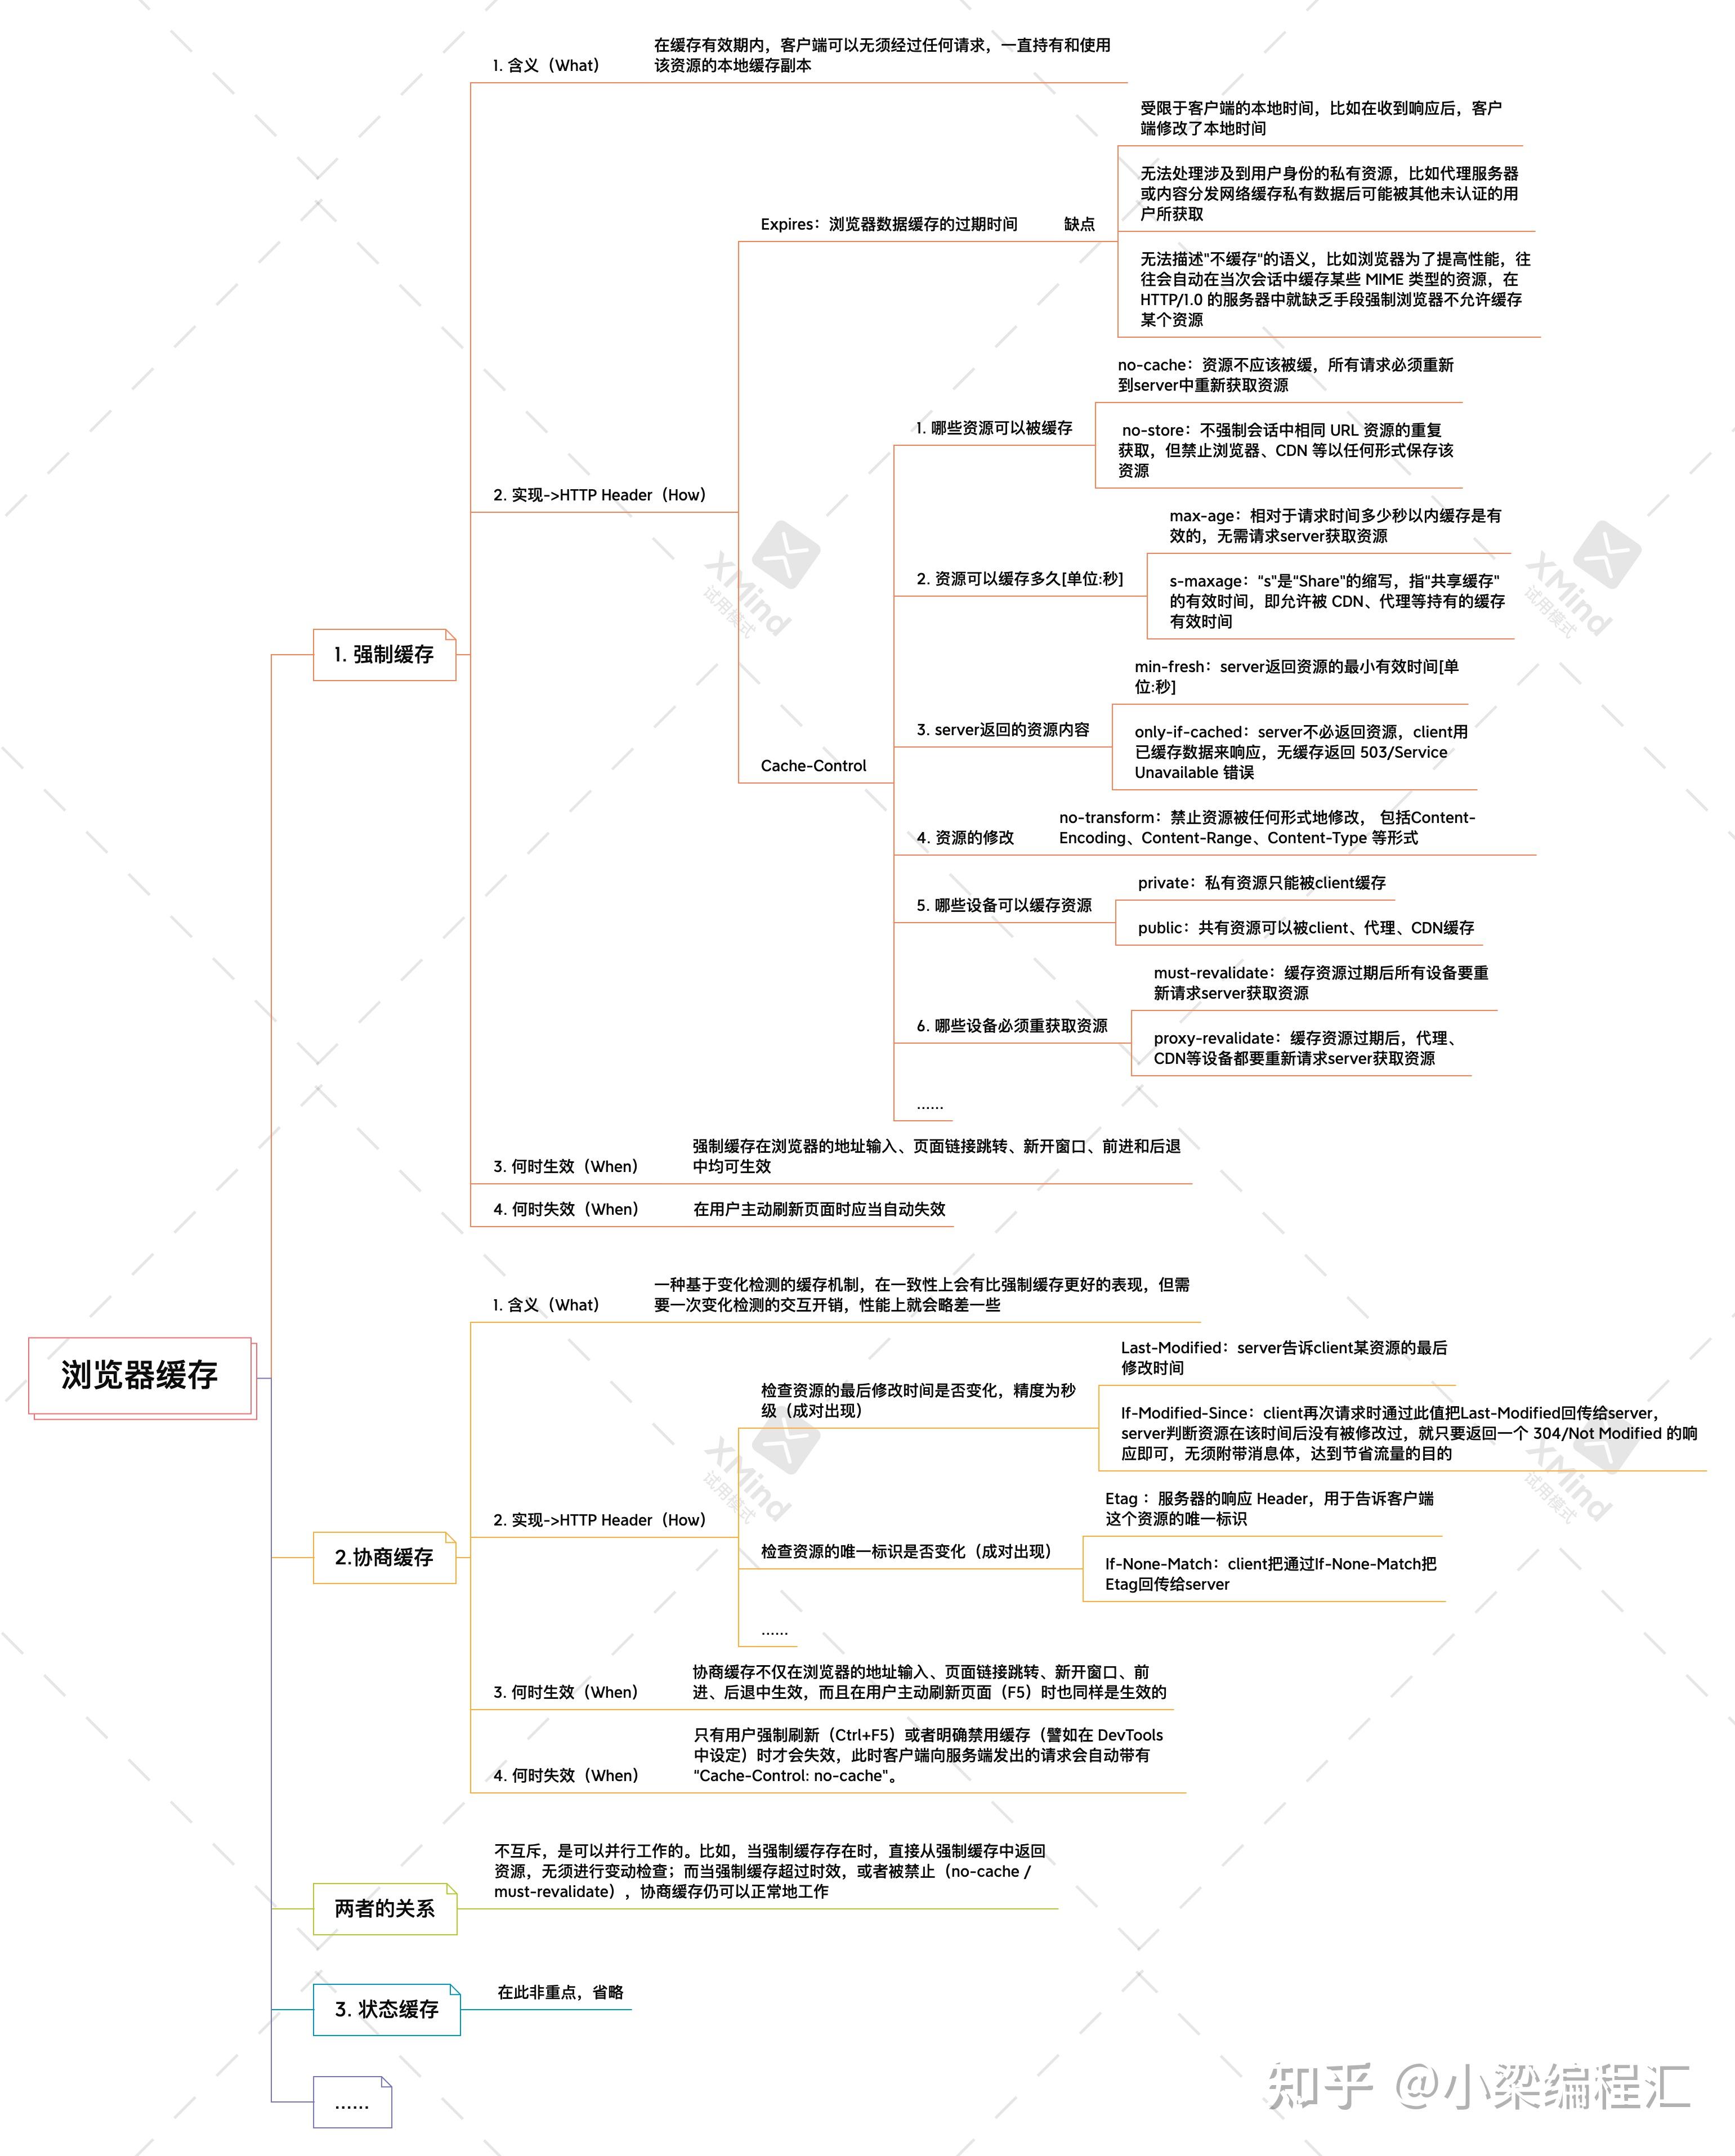 1. 含义（What）
在缓存有效期内，客户端可以无须经过任何请求，一直持有和使用
该资源的本地缓存副本
受限于客户端的本地时间，比如在收到响应后，客户
端修改了本地时间
无法处理涉及到用户身份的私有资源，比如代理服务器
或内容分发网络缓存私有数据后可能被其他未认证的用
户所获取
Expires：浏览器数据缓存的过期时间
缺点
无法描述"不缓存"的语义，比如浏览器为了提高性能，往
往会自动在当次会话中缓存某些 MIME 类型的资源，在
HTTP/1.0 的服务器中就缺乏手段强制浏览器不允许缓存
某个资源
no-cache：资源不应该被缓，所有请求必须重新
到server中重新获取资源
1. 哪些资源可以被缓存
no-store：不强制会话中相同 URL 资源的重复
获取，但禁止浏览器、CDN 等以任何形式保存该
资源
2. 实现->HTTP Header（How）
max-age：相对于请求时间多少秒以内缓存是有
效的，无需请求server获取资源
2. 资源可以缓存多久[单位:秒]
s-maxage："s"是"Share"的缩写，指"共享缓存"
的有效时间，即允许被 CDN、代理等持有的缓存
有效时间
XMind
试用模式
XMind
试用模式
1. 强制缓存
min-fresh：server返回资源的最小有效时间[单
位:秒]
3. server返回的资源内容
only-if-cached：server不必返回资源，client用
已缓存数据来响应，无缓存返回 503/Service
Unavailable 错误
Cache-Control
no-transform：禁止资源被任何形式地修改， 包括Content-
Encoding、Content-Range、Content-Type 等形式
4. 资源的修改
private：私有资源只能被client缓存
5. 哪些设备可以缓存资源
public：共有资源可以被client、代理、CDN缓存
must-revalidate：缓存资源过期后所有设备要重
新请求server获取资源
6. 哪些设备必须重获取资源
proxy-revalidate：缓存资源过期后，代理、
CDN等设备都要重新请求server获取资源
......
3. 何时生效（When）
强制缓存在浏览器的地址输入、页面链接跳转、新开窗口、前进和后退
中均可生效
4. 何时失效（When）
在用户主动刷新页面时应当自动失效
1. 含义（What）
一种基于变化检测的缓存机制，在一致性上会有比强制缓存更好的表现，但需
要一次变化检测的交互开销，性能上就会略差一些
浏览器缓存
Last-Modified：server告诉client某资源的最后
修改时间
检查资源的最后修改时间是否变化，精度为秒
级（成对出现）
If-Modified-Since：client再次请求时通过此值把Last-Modified回传给server，
server判断资源在该时间后没有被修改过，就只要返回一个 304/Not Modified 的响
应即可，无须附带消息体，达到节省流量的目的
XMind
试用模式
XMind
试用模式
2. 实现->HTTP Header（How）
Etag ：服务器的响应 Header，用于告诉客户端
这个资源的唯一标识
检查资源的唯一标识是否变化（成对出现）
If-None-Match：client把通过If-None-Match把
Etag回传给server
2.协商缓存
......
3. 何时生效（When）
协商缓存不仅在浏览器的地址输入、页面链接跳转、新开窗口、前
进、后退中生效，而且在用户主动刷新页面（F5）时也同样是生效的
4. 何时失效（When）
只有用户强制刷新（Ctrl+F5）或者明确禁用缓存（譬如在 DevTools
中设定）时才会失效，此时客户端向服务端发出的请求会自动带有
"Cache-Control: no-cache"。
两者的关系
不互斥，是可以并行工作的。比如，当强制缓存存在时，直接从强制缓存中返回
资源，无须进行变动检查；而当强制缓存超过时效，或者被禁止（no-cache /
must-revalidate），协商缓存仍可以正常地工作
3. 状态缓存
在此非重点，省略
......
知乎 @小梁编程汇